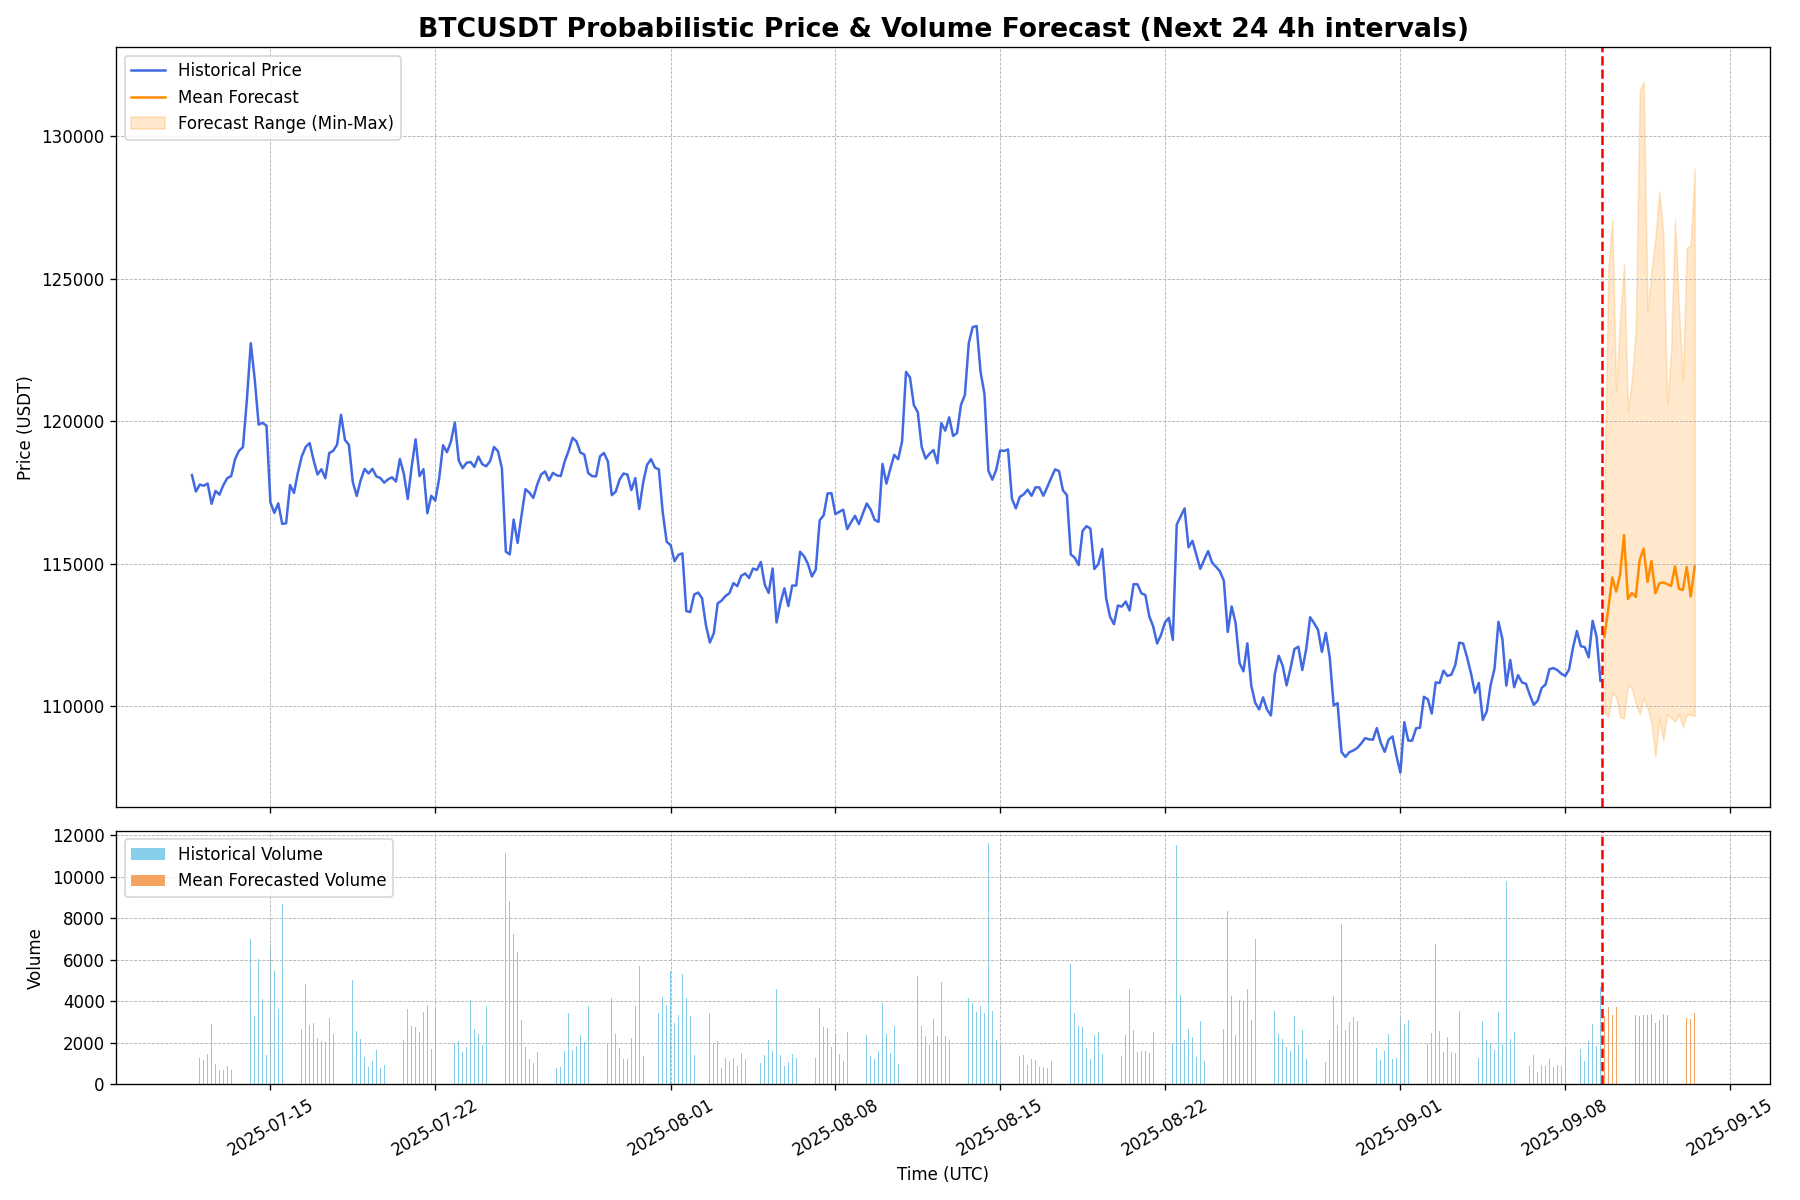 BTCUSDT Probabilistic Price & Volume Forecast (Next 24 4h intervals)
Historical Price
Mean Forecast
Forecast Range (Min-Max)
Price (USDT)
130000
125000
120000
115000
110000
Historical Volume
Mean Forecasted Volume
Volume
12000
10000
8000
6000
4000
2000
0
2025-07-15
2025-07-22
2025-08-01
2025-08-08
2025-08-15
2025-08-22
2025-09-01
2025-09-08
2025-09-15
Time (UTC)